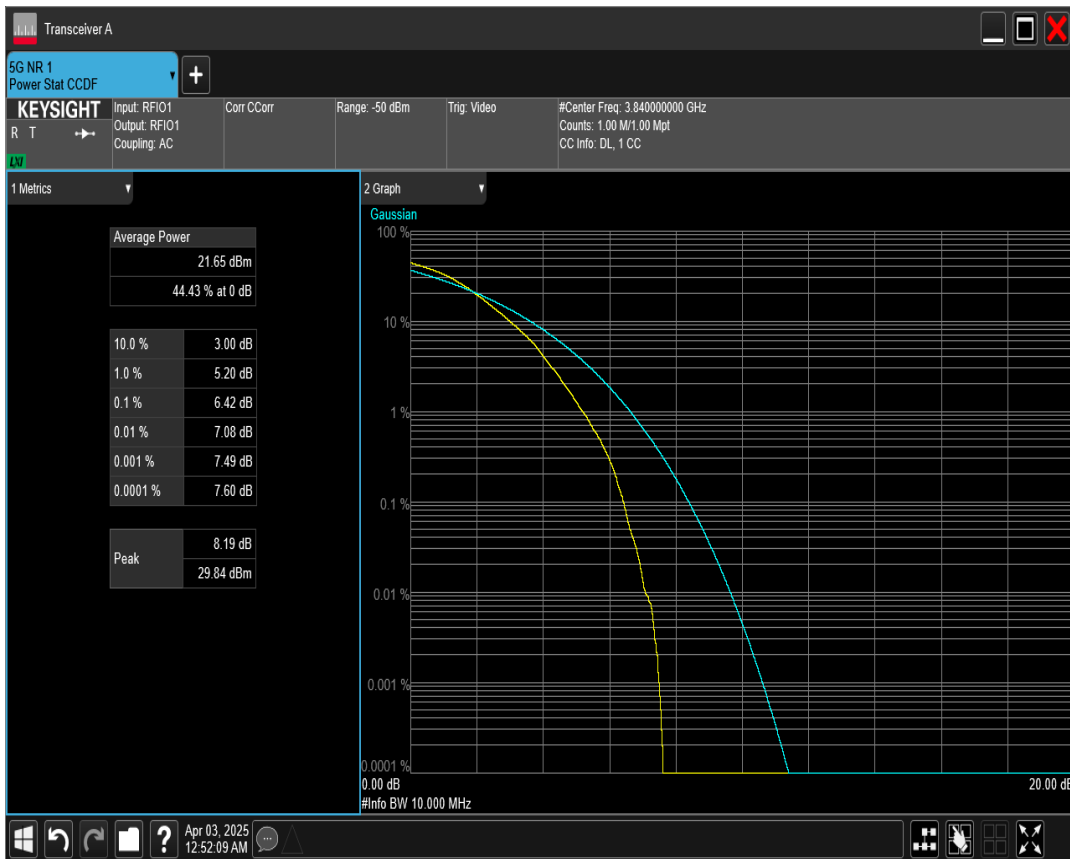 Transceiver A
5G NR 1
Power Stat CCDF
+
KEYSIGHT
R T
LXI
Input: RFIO1
Output: RFIO1
Coupling: AC
Corr CCorr
Range: -50 dBm
Trig: Video
#Center Freq: 3.840000000 GHz
Counts: 1.00 M/1.00 Mpt
CC Info: DL, 1 CC
1 Metrics
Average Power
21.65 dBm
44.43 % at 0 dB
10.0 % 3.00 dB
1.0 % 5.20 dB
0.1 % 6.42 dB
0.01 % 7.08 dB
0.001 % 7.49 dB
0.0001 % 7.60 dB
Peak
8.19 dB
29.84 dBm
2 Graph
Gaussian
100 %
10 %
1 %
0.1 %
0.01 %
0.001 %
0.0001 %
0.00 dB 20.00 dB
#Info BW 10.000 MHz
?
Apr 03, 2025
12:52:09 AM